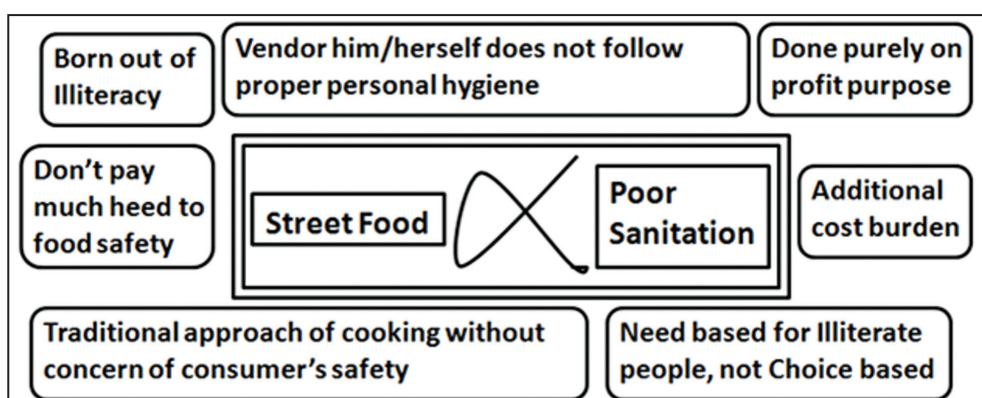 Born out of
Illiteracy
Vendor him/herself does not follow
proper personal hygiene
Done purely on
profit purpose
Don't pay
much heed to
food safety
Street Food
Poor
Sanitation
Additional
cost burden
Traditional approach of cooking without
concern of consumer's safety
Need based for Illiterate
people, not Choice based